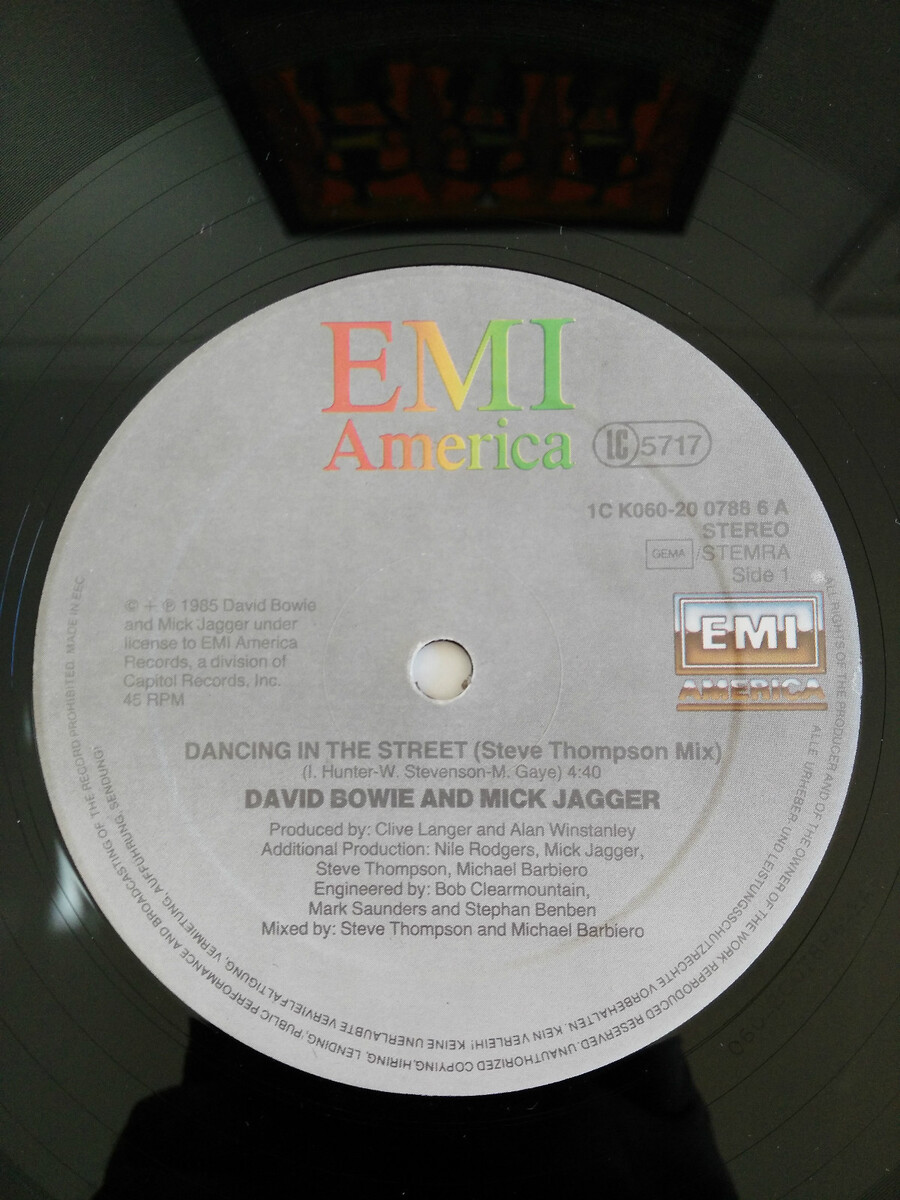 EMI
America
LC 5717
1C K060-20 0788 6 A
STEREO
GEMA /STEMRA
Side 1
© + ℗ 1985 David Bowie
and Mick Jagger under
license to EMI America
Records, a division of
Capitol Records, Inc.
45 RPM
EMI
AMERICA
DANCING IN THE STREET (Steve Thompson Mix)
(I. Hunter-W. Stevenson-M. Gaye) 4:40
DAVID BOWIE AND MICK JAGGER
Produced by: Clive Langer and Alan Winstanley
Additional Production: Nile Rodgers, Mick Jagger,
Steve Thompson, Michael Barbiero
Engineered by: Bob Clearmountain,
Mark Saunders and Stephan Benben
Mixed by: Steve Thompson and Michael Barbiero
ALL RIGHTS OF THE PRODUCER AND OF THE OWNER OF THE WORK REPRODUCED RESERVED. UNAUTHORIZED COPYING, HIRING, LENDING, PUBLIC PERFORMANCE AND BROADCASTING OF THE RECORD PROHIBITED. MADE IN EEC
ALLE URHEBER- UND LEISTUNGSSCHUTZRECHTE VORBEHALTEN. KEIN VERLEIH! KEINE UNERLAUBTE VERVIELFÄLTIGUNG, VERMIETUNG, AUFFÜHRUNG, SENDUNG!